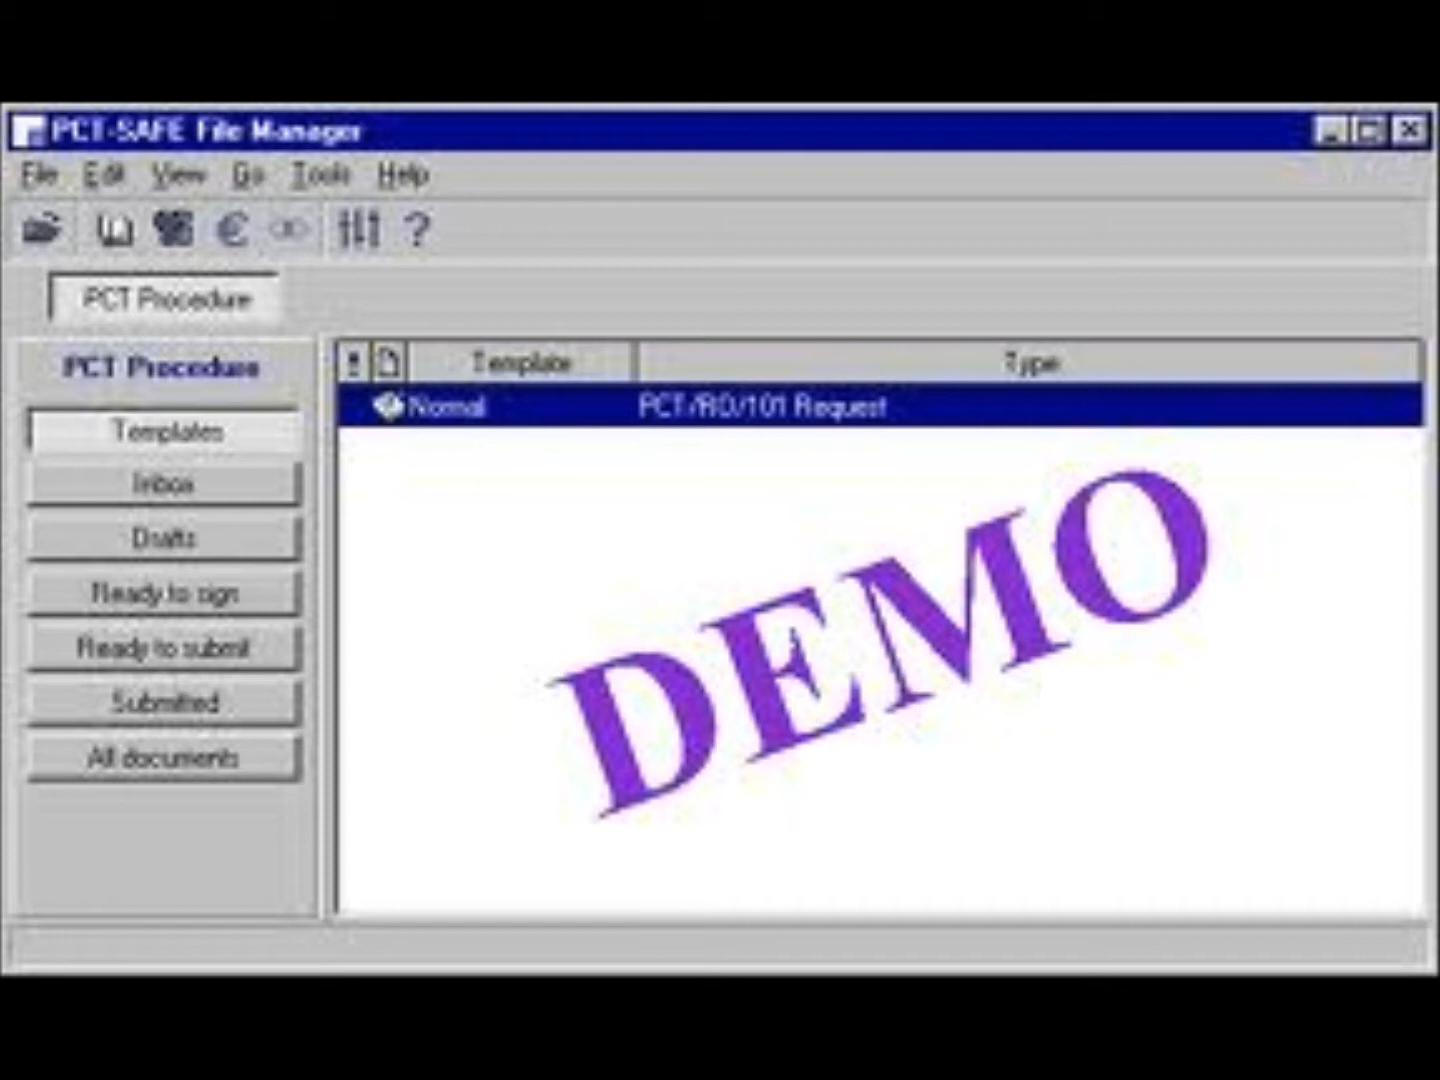 PCT-SAFE File Manager
File Edit View Go Tools Help
€ ?
PCT Procedure
PCT Procedure
! Template Type
Normal PCT/RO/101 Request
Templates
Inbox
Drafts
Ready to sign
Ready to submit
Submitted
All documents
DEMO